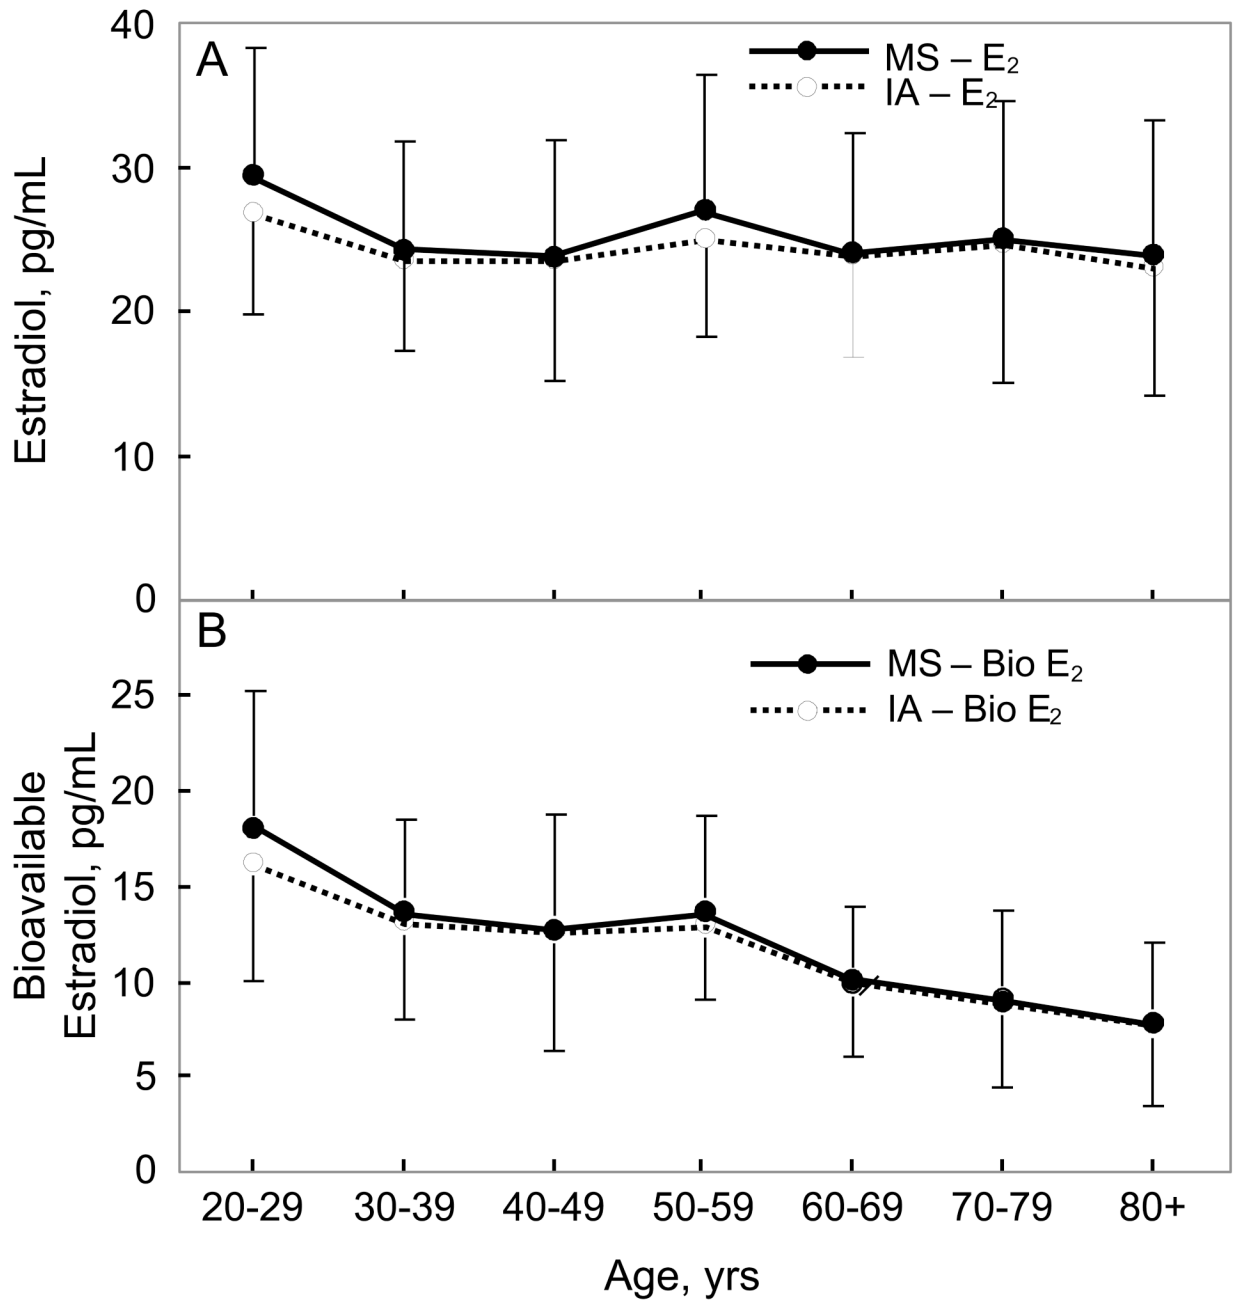 A
MS – E₂
IA – E₂
40
30
20
10
0
Estradiol, pg/mL
B
MS – Bio E₂
IA – Bio E₂
25
20
15
10
5
0
Bioavailable
Estradiol, pg/mL
20-29 30-39 40-49 50-59 60-69 70-79 80+
Age, yrs